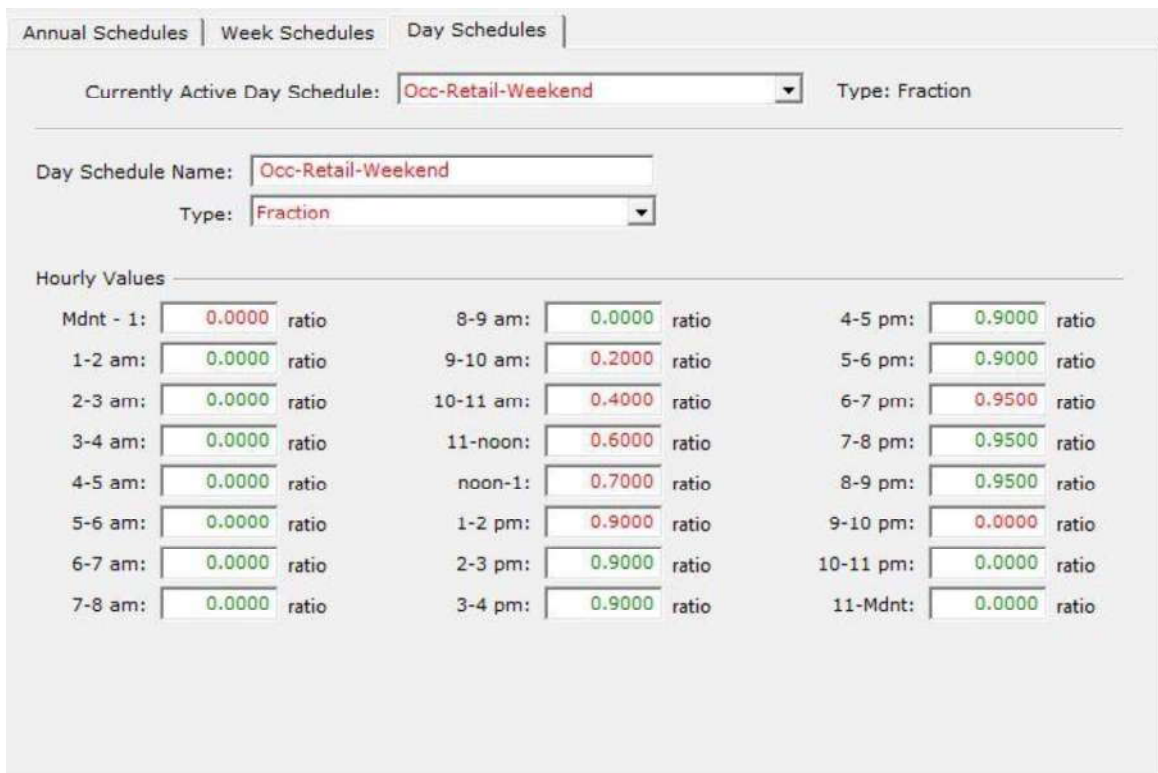 Annual Schedules Week Schedules Day Schedules
Currently Active Day Schedule: Occ-Retail-Weekend Type: Fraction
Day Schedule Name: Occ-Retail-Weekend
Type: Fraction
Hourly Values
Mdnt - 1: 0.0000 ratio 8-9 am: 0.0000 ratio 4-5 pm: 0.9000 ratio
1-2 am: 0.0000 ratio 9-10 am: 0.2000 ratio 5-6 pm: 0.9000 ratio
2-3 am: 0.0000 ratio 10-11 am: 0.4000 ratio 6-7 pm: 0.9500 ratio
3-4 am: 0.0000 ratio 11-noon: 0.6000 ratio 7-8 pm: 0.9500 ratio
4-5 am: 0.0000 ratio noon-1: 0.7000 ratio 8-9 pm: 0.9500 ratio
5-6 am: 0.0000 ratio 1-2 pm: 0.9000 ratio 9-10 pm: 0.0000 ratio
6-7 am: 0.0000 ratio 2-3 pm: 0.9000 ratio 10-11 pm: 0.0000 ratio
7-8 am: 0.0000 ratio 3-4 pm: 0.9000 ratio 11-Mdnt: 0.0000 ratio